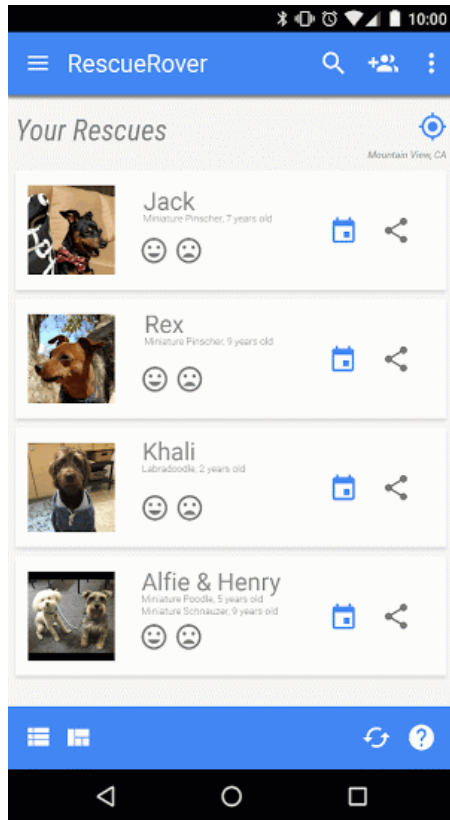 10:00
RescueRover
Your Rescues
Mountain View, CA
Jack
Miniature Pinscher, 7 years old
Rex
Miniature Pinscher, 9 years old
Khali
Labradoodle, 2 years old
Alfie & Henry
Miniature Poodle, 5 years old
Miniature Schnauzer, 9 years old